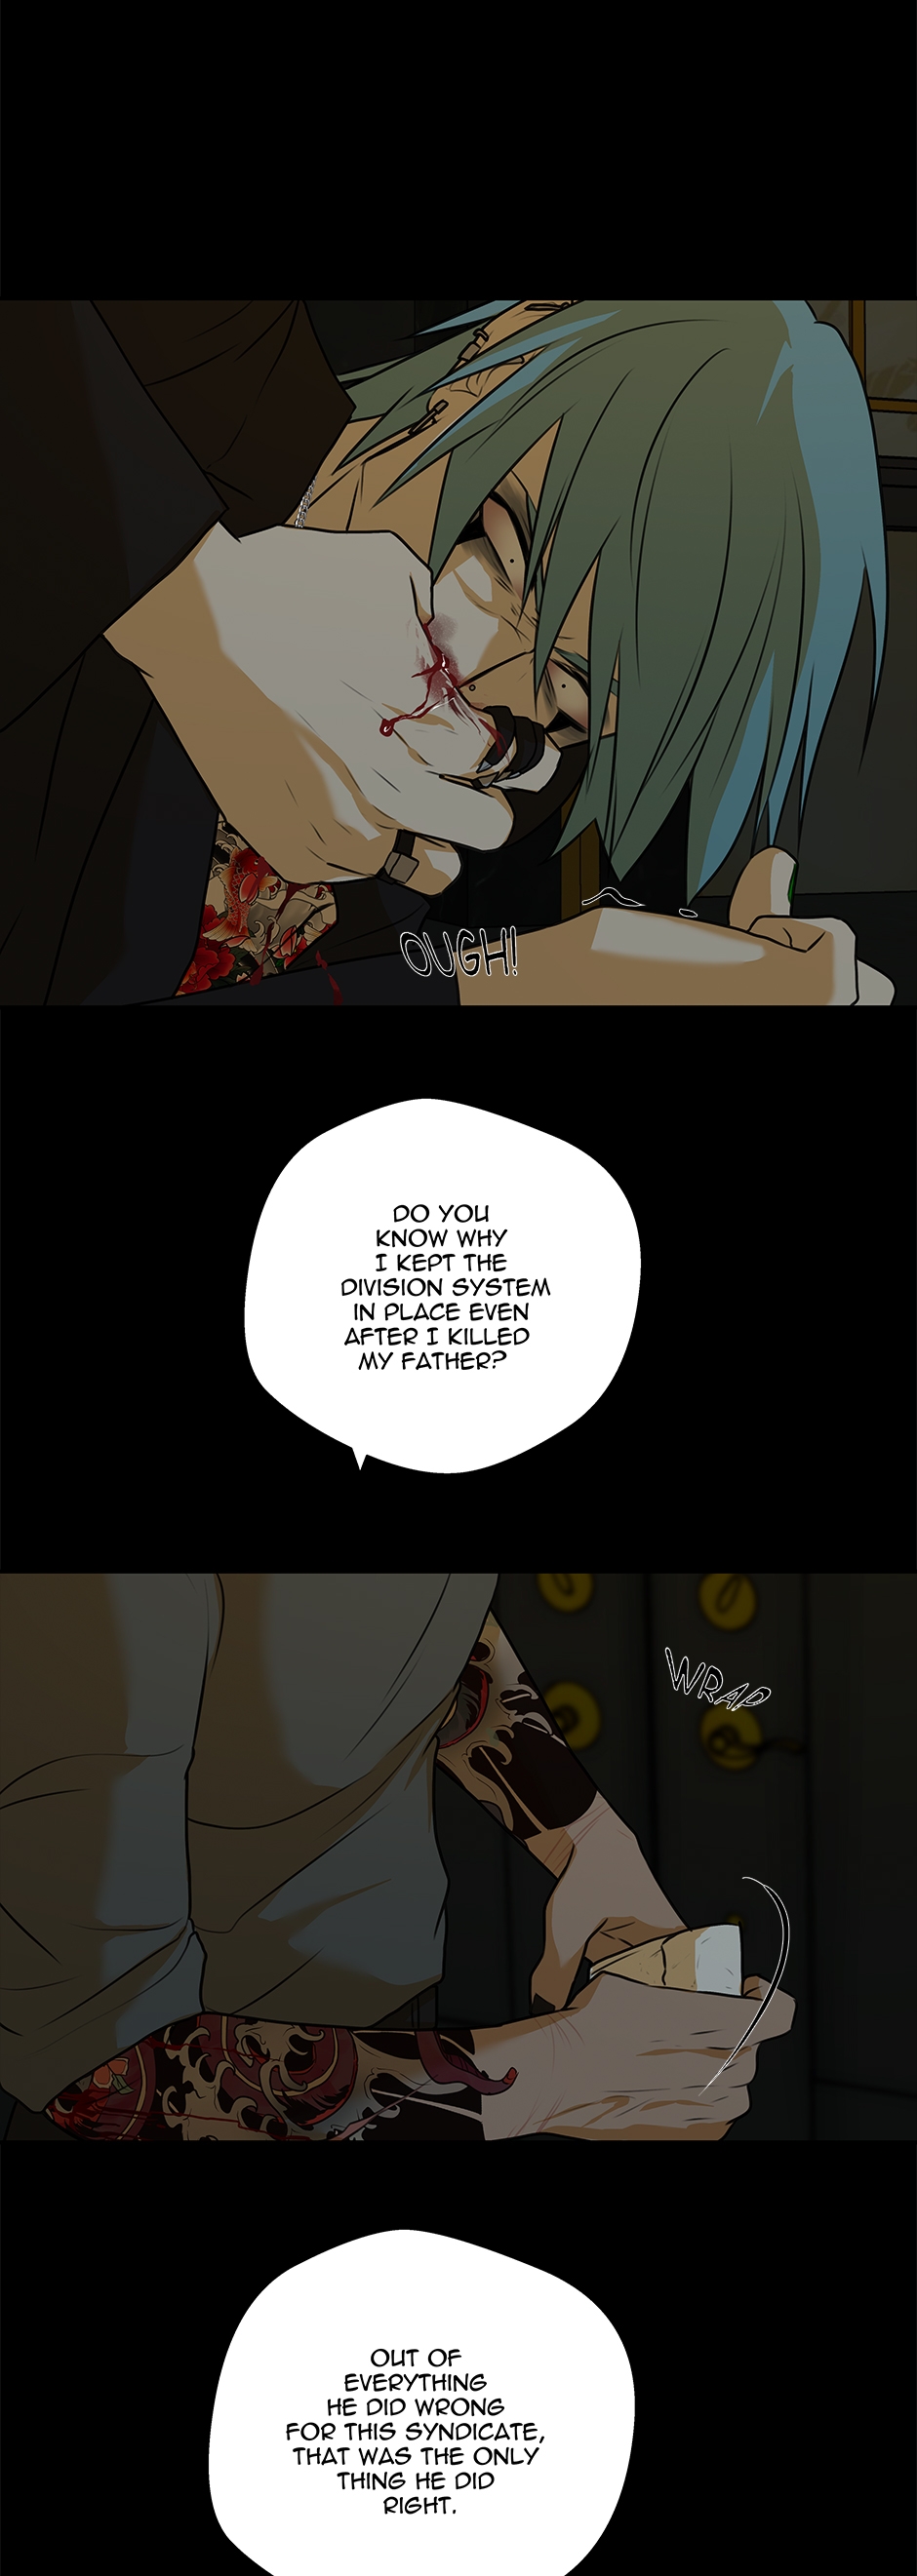 OUGH!
DO YOU
KNOW WHY
I KEPT THE
DIVISION SYSTEM
IN PLACE EVEN
AFTER I KILLED
MY FATHER?
WRAP
OUT OF
EVERYTHING
HE DID WRONG
FOR THIS SYNDICATE,
THAT WAS THE ONLY
THING HE DID
RIGHT.